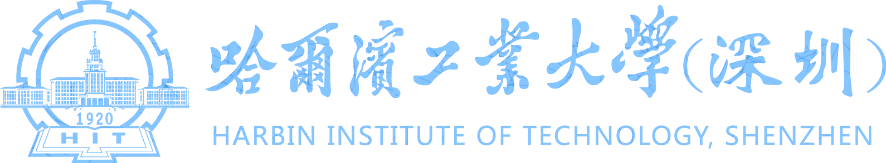 哈爾濱工業大學(深圳)
HARBIN INSTITUTE OF TECHNOLOGY, SHENZHEN
1920
HIT